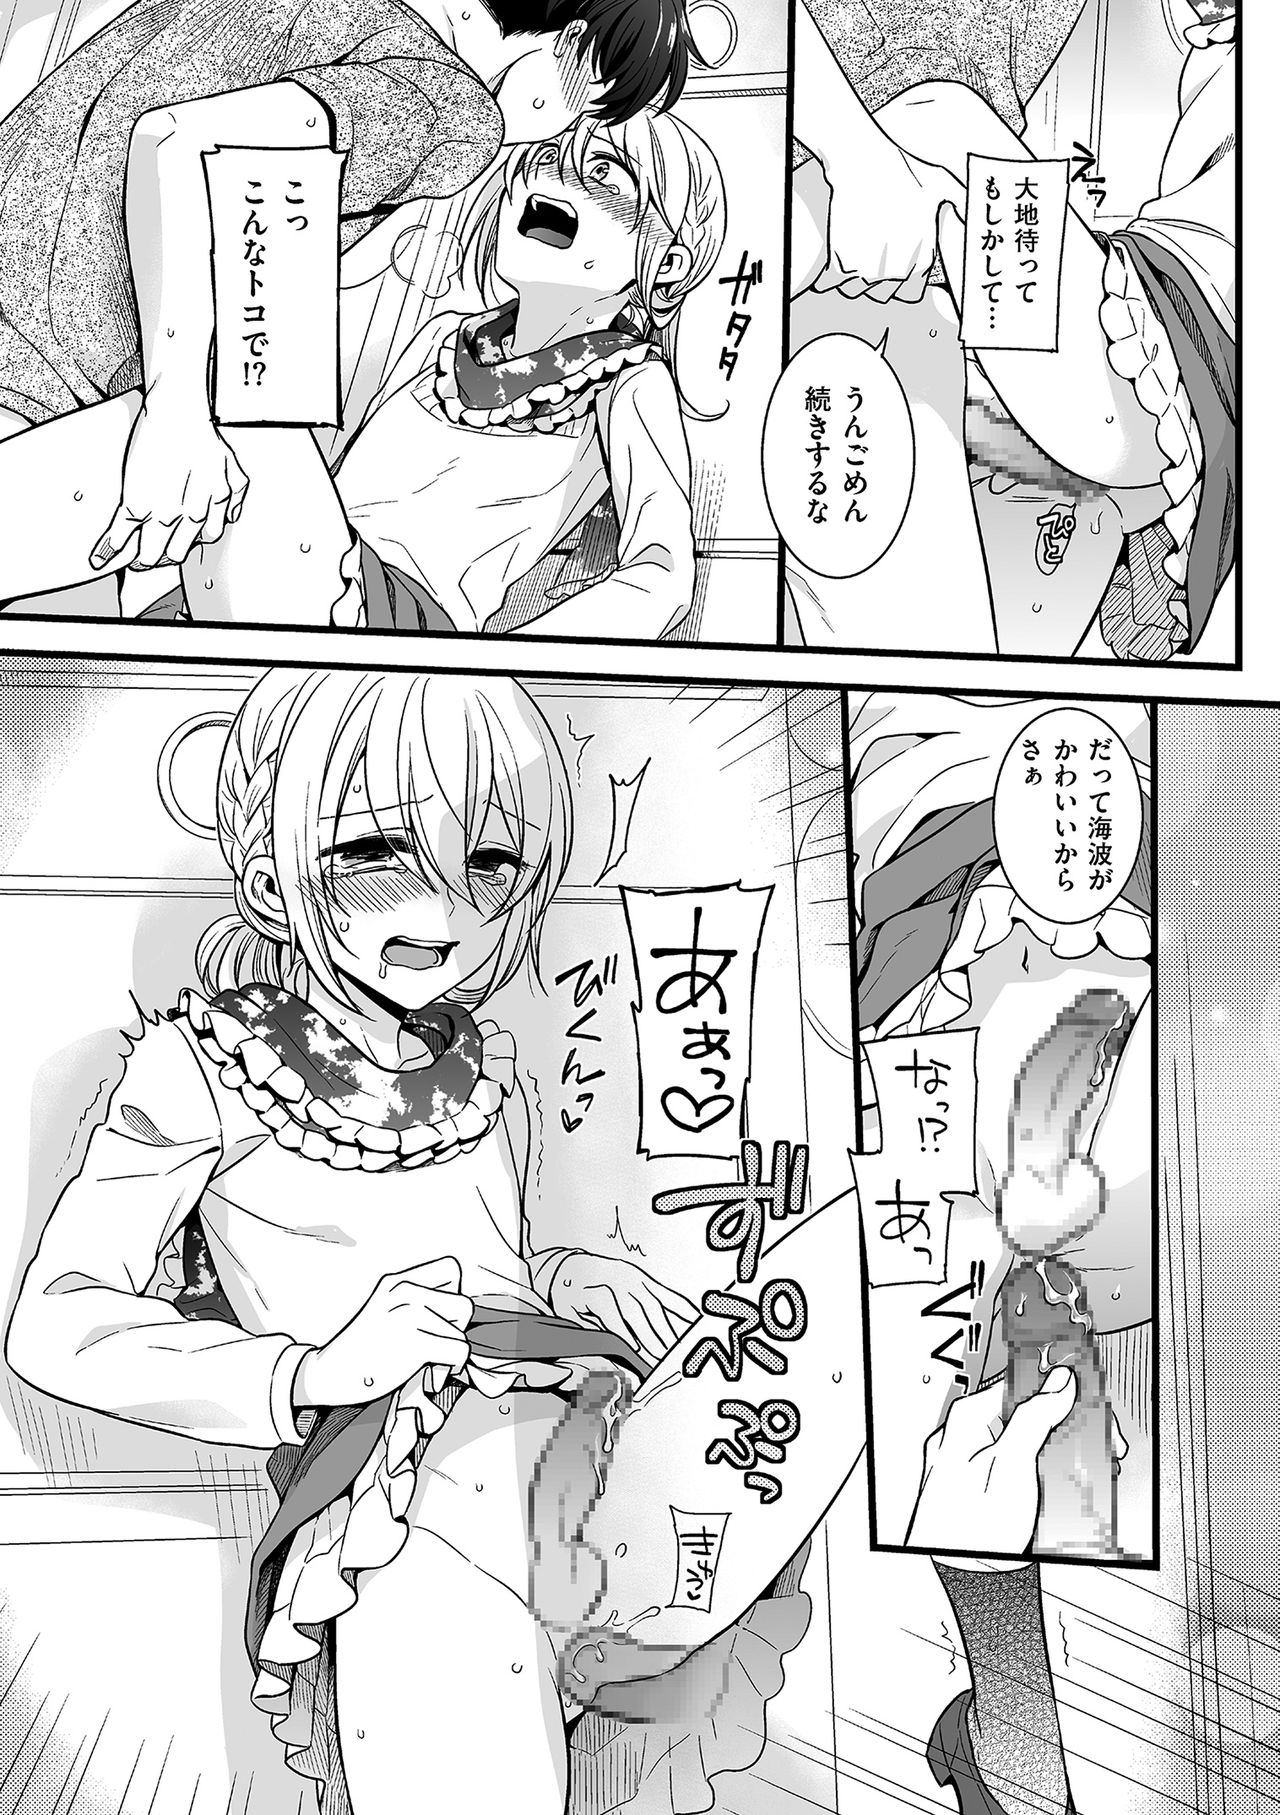 大地待って
もしかして…
えっ
ぴと
うんごめん
続きするな
こっ
こんなトコで!?
ガタタ
だって海波が
かわいいから
さぁ
なっ!?
あっ
あぁっ♡
びくんっ
ずぷぷぷっ
きゅっ